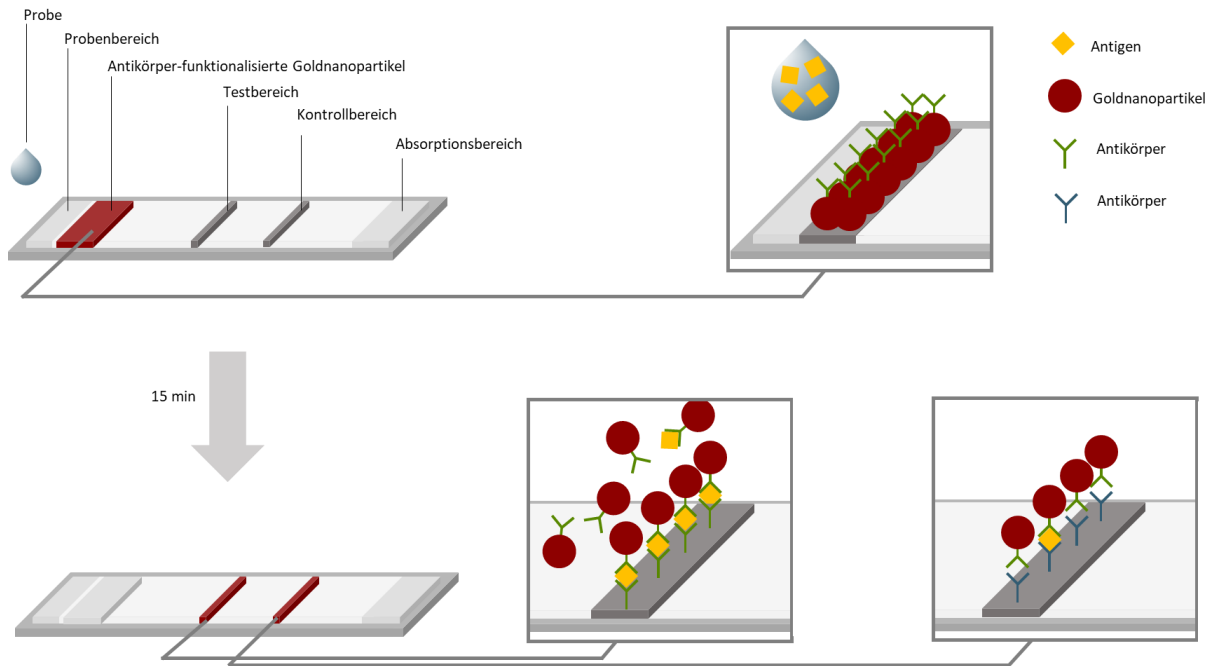 Probe
Probenbereich
Antikörper-funktionalisierte Goldnanopartikel
Testbereich
Kontrollbereich
Absorptionsbereich
Antigen
Goldnanopartikel
Antikörper
Antikörper
15 min